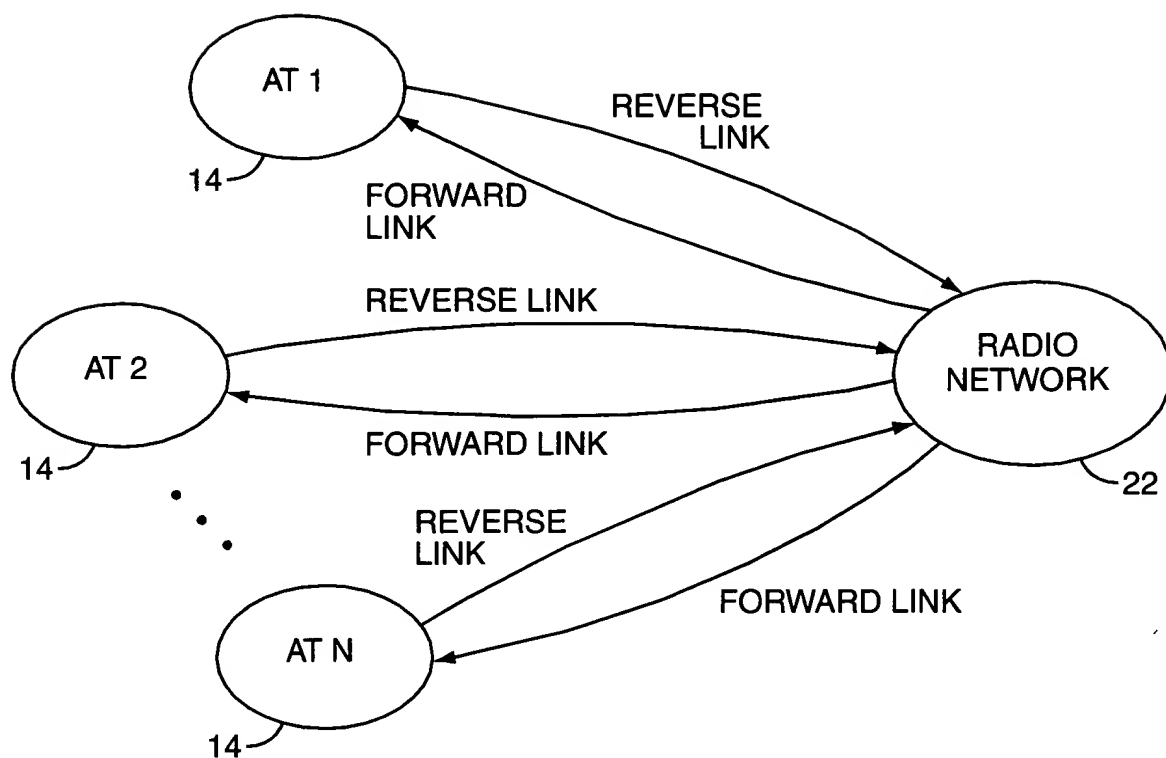 AT 1
REVERSE
LINK
14
FORWARD
LINK
REVERSE LINK
AT 2
RADIO
NETWORK
FORWARD LINK
14
22
REVERSE
LINK
FORWARD LINK
AT N
14